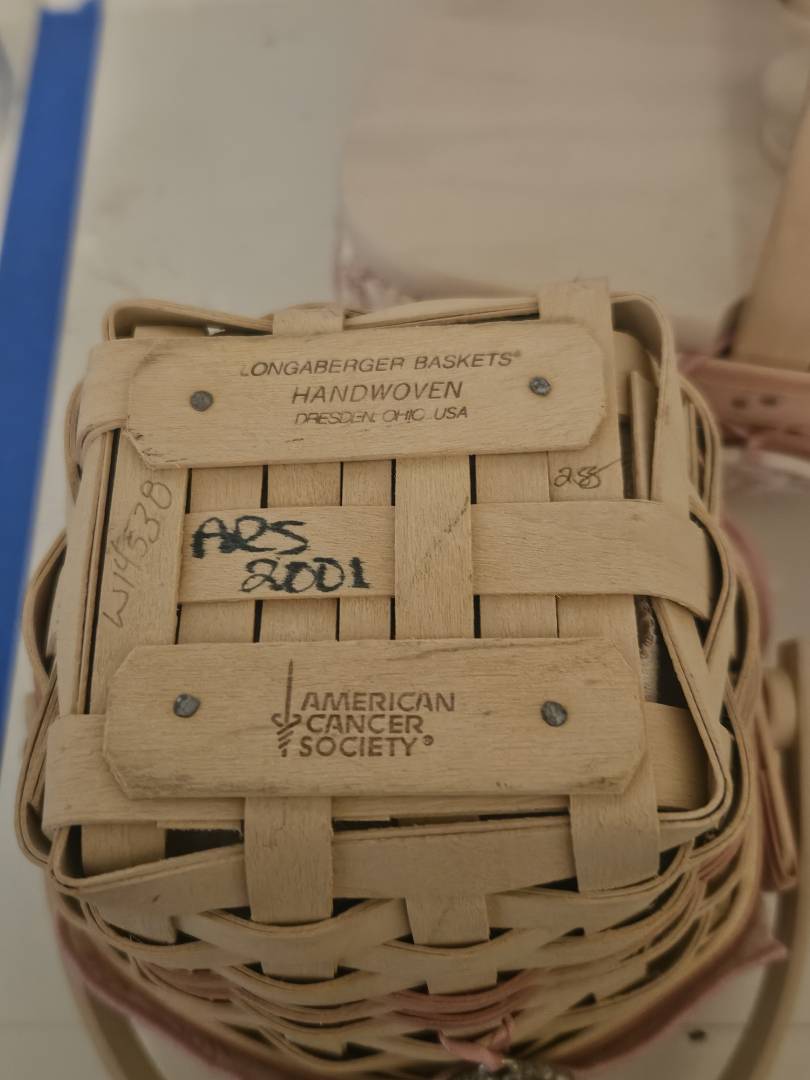 LONGABERGER BASKETS®
HANDWOVEN
DRESDEN, OHIO USA
288
W14538
ARS
2001
AMERICAN
CANCER
SOCIETY®